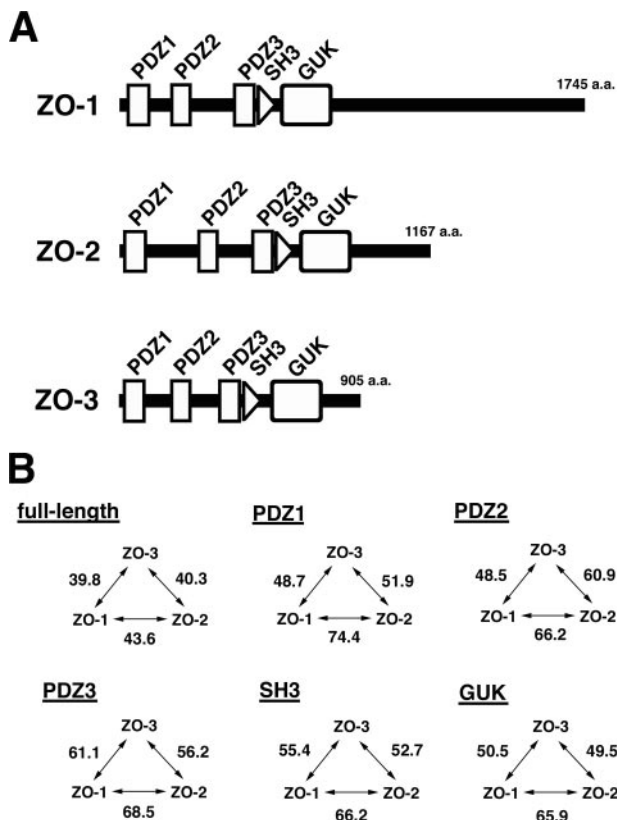 A
PDZ1 PDZ2 PDZ3 SH3 GUK
ZO-1 1745 a.a.
PDZ1 PDZ2 PDZ3 SH3 GUK
ZO-2 1167 a.a.
PDZ1 PDZ2 PDZ3 SH3 GUK
ZO-3 905 a.a.
B
full-length PDZ1 PDZ2
ZO-3 ZO-3 ZO-3
39.8 40.3 48.7 51.9 48.5 60.9
ZO-1 ZO-2 ZO-1 ZO-2 ZO-1 ZO-2
43.6 74.4 66.2
PDZ3 SH3 GUK
ZO-3 ZO-3 ZO-3
61.1 56.2 55.4 52.7 50.5 49.5
ZO-1 ZO-2 ZO-1 ZO-2 ZO-1 ZO-2
68.5 66.2 65.9